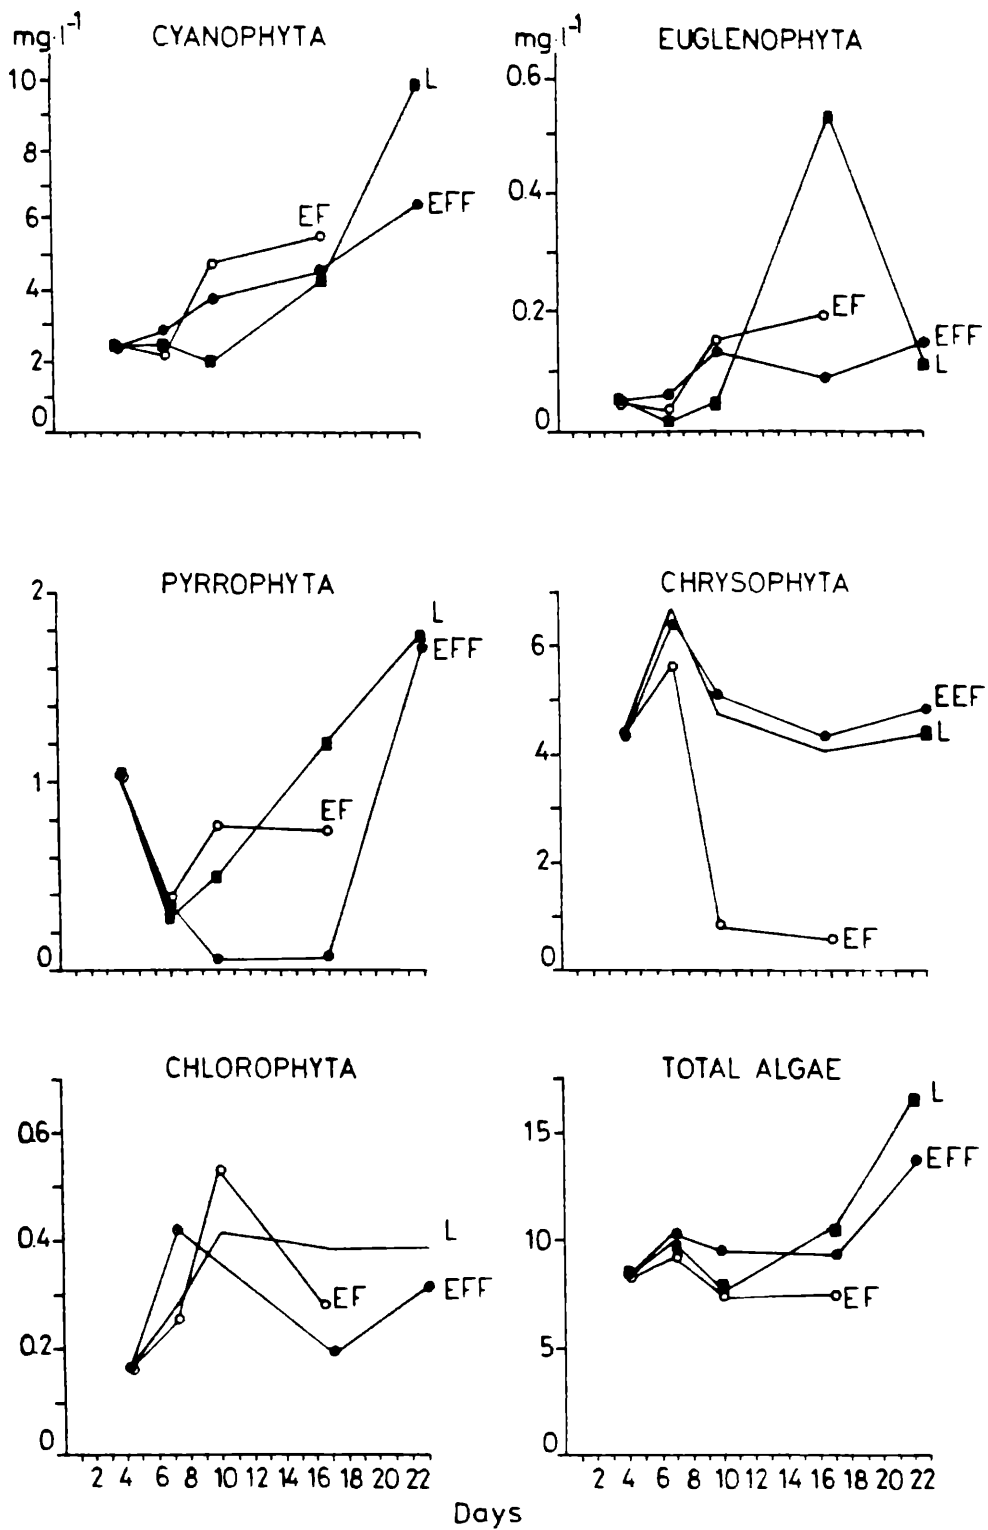 mg·l⁻¹ CYANOPHYTA
10
8
6
4
2
0
L
EFF
EF
mg·l⁻¹ EUGLENOPHYTA
0.6
0.4
0.2
0
EF
EFF
L
PYRROPHYTA
2
1
0
L
EFF
EF
CHRYSOPHYTA
6
4
2
0
EEF
L
EF
CHLOROPHYTA
0.6
0.4
0.2
0
L
EF
EFF
2 4 6 8 10 12 14 16 18 20 22
TOTAL ALGAE
15
10
5
0
L
EFF
EF
2 4 6 8 10 12 14 16 18 20 22
Days